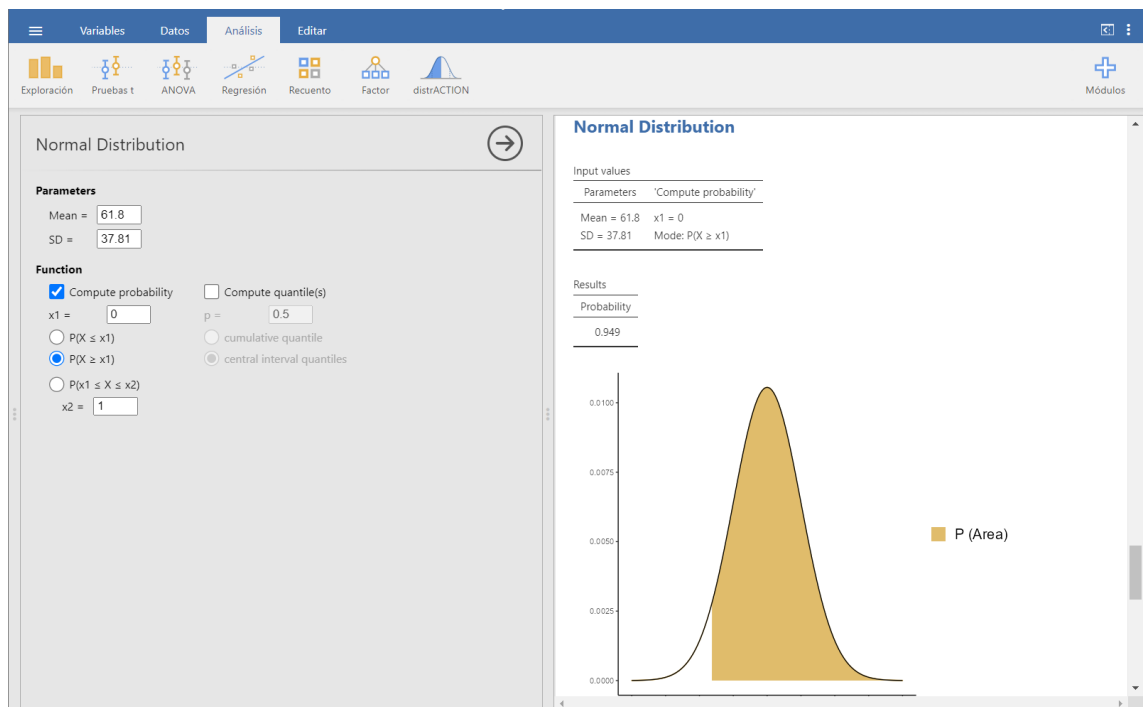 Variables Datos Análisis Editar
Exploración Pruebas t ANOVA Regresión Recuento Factor distrACTION Módulos
Normal Distribution
Parameters
Mean = 61.8
SD = 37.81
Function
Compute probability Compute quantile(s)
x1 = 0 p = 0.5
P(X ≤ x1) cumulative quantile
P(X ≥ x1) central interval quantiles
P(x1 ≤ X ≤ x2)
x2 = 1
Normal Distribution
Input values
Parameters 'Compute probability'
Mean = 61.8 x1 = 0
SD = 37.81 Mode: P(X ≥ x1)
Results
Probability
0.949
0.0100
0.0075
0.0050
P (Area)
0.0025
0.0000